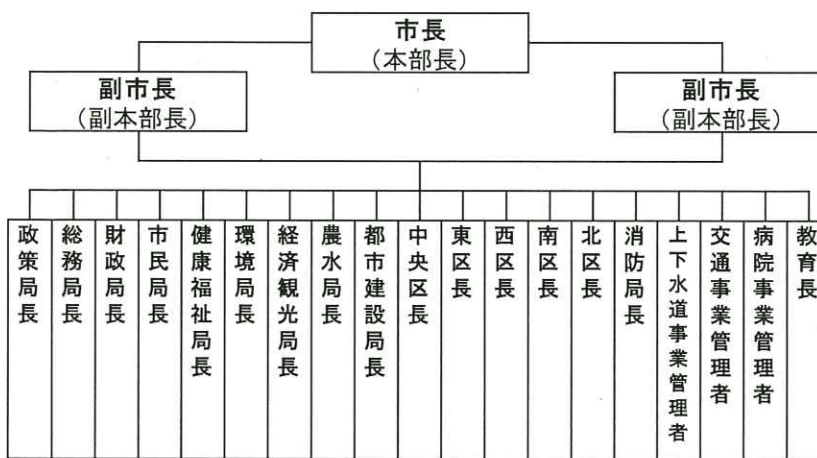 市長
(本部長)
副市長
(副本部長)
副市長
(副本部長)
政策局長
総務局長
財政局長
市民局長
健康福祉局長
環境局長
経済観光局長
農水局長
都市建設局長
中央区長
東区長
西区長
南区長
北区長
消防局長
上下水道事業管理者
交通事業管理者
病院事業管理者
教育長